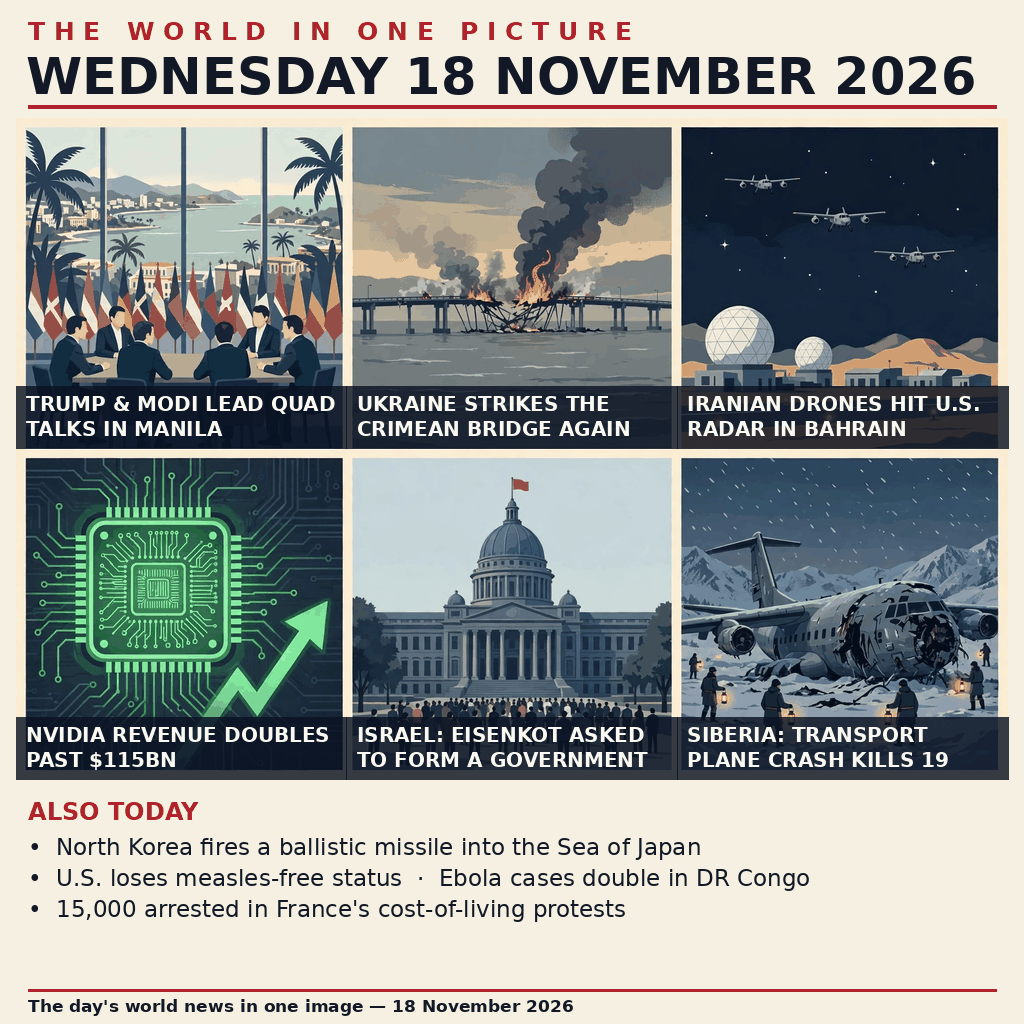 THE WORLD IN ONE PICTURE
WEDNESDAY 18 NOVEMBER 2026
TRUMP & MODI LEAD QUAD
TALKS IN MANILA
UKRAINE STRIKES THE
CRIMEAN BRIDGE AGAIN
IRANIAN DRONES HIT U.S.
RADAR IN BAHRAIN
NVIDIA REVENUE DOUBLES
PAST $115BN
ISRAEL: EISENKOT ASKED
TO FORM A GOVERNMENT
SIBERIA: TRANSPORT
PLANE CRASH KILLS 19
ALSO TODAY
• North Korea fires a ballistic missile into the Sea of Japan
• U.S. loses measles-free status · Ebola cases double in DR Congo
• 15,000 arrested in France's cost-of-living protests
The day's world news in one image — 18 November 2026